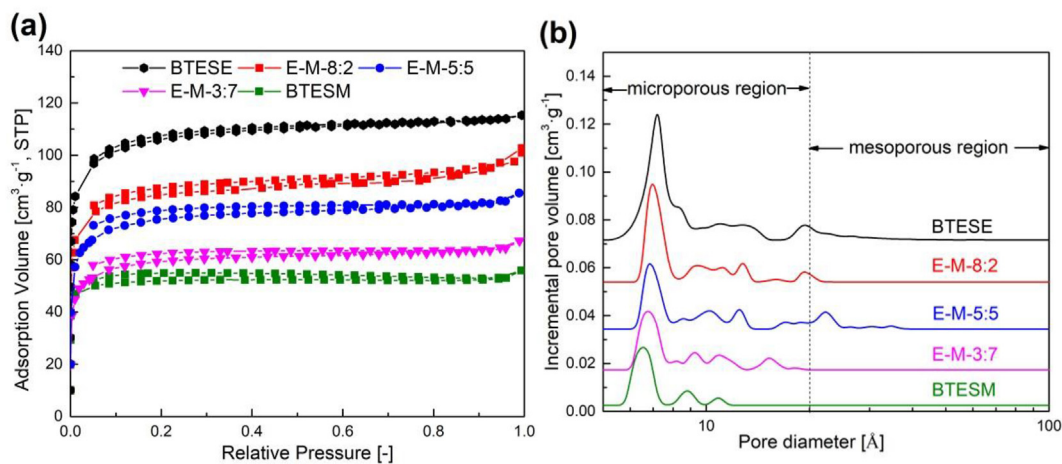 (a)
140
120
100
80
60
40
20
0
Adsorption Volume [cm³·g⁻¹, STP]
BTESE E-M-8:2 E-M-5:5
E-M-3:7 BTESM
0.0 0.2 0.4 0.6 0.8 1.0
Relative Pressure [-]
(b)
0.14
0.12
0.10
0.08
0.06
0.04
0.02
0.00
Incremental pore volume [cm³·g⁻¹]
microporous region
mesoporous region
BTESE
E-M-8:2
E-M-5:5
E-M-3:7
BTESM
10 100
Pore diameter [Å]